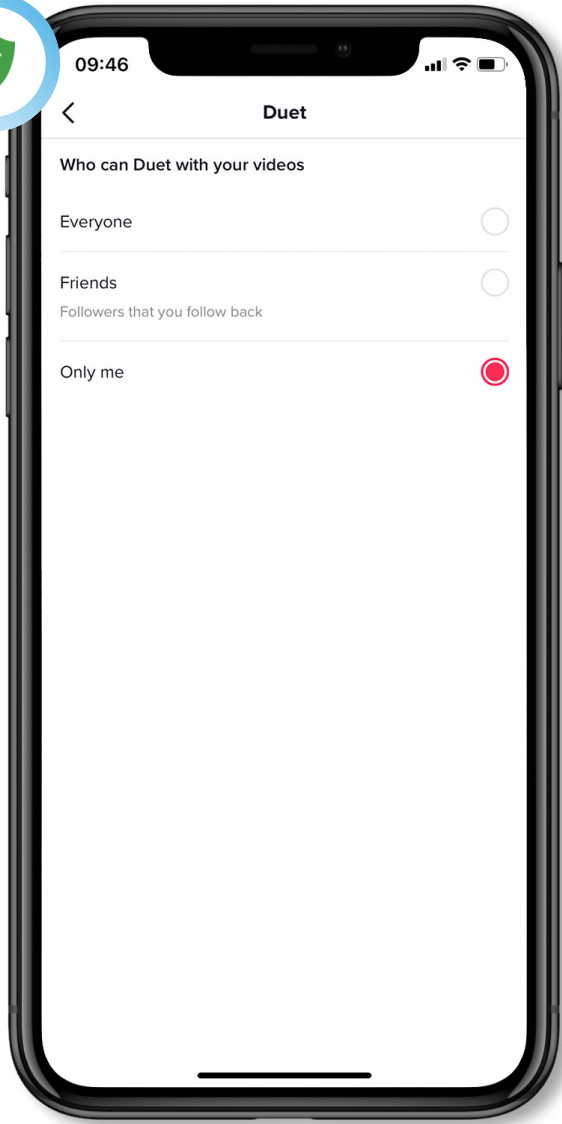 09:46
Duet
Who can Duet with your videos
Everyone
Friends
Followers that you follow back
Only me